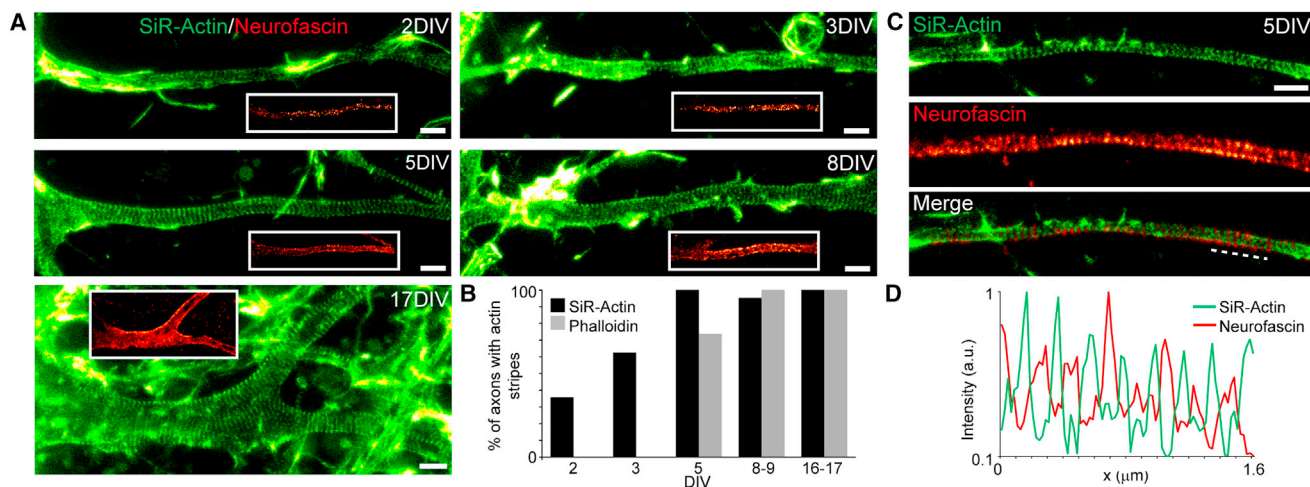 A
SiR-Actin/Neurofascin
2DIV
3DIV
5DIV
8DIV
17DIV
B
100
% of axons with actin
stripes
0
SiR-Actin
Phalloidin
2
3
5
8-9
16-17
DIV
C
SiR-Actin
5DIV
Neurofascin
Merge
D
1
Intensity (a.u.)
0.1
SiR-Actin
Neurofascin
0
x (μm)
1.6